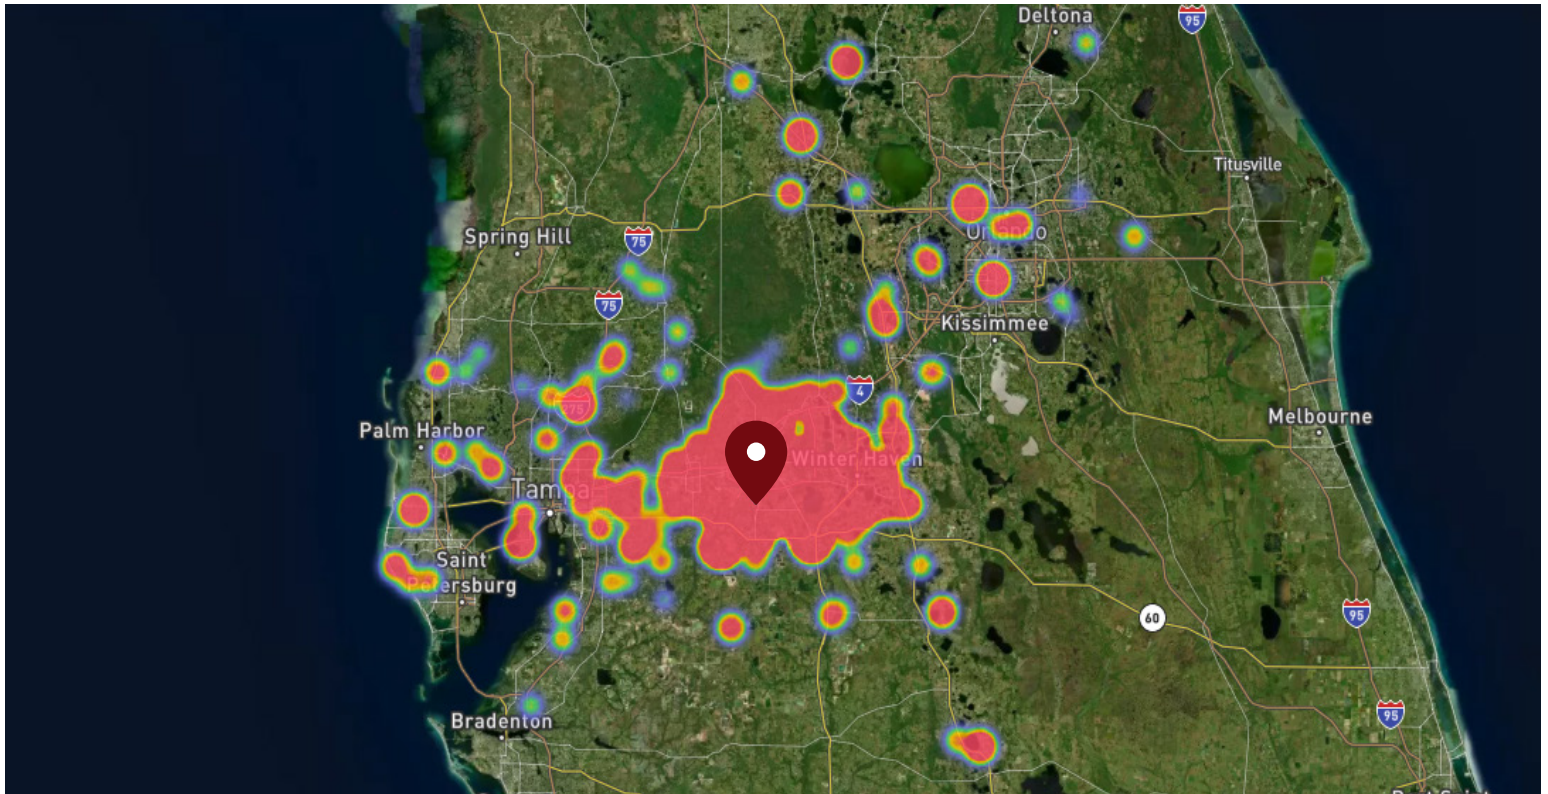 Deltona
95
Titusville
Spring Hill
75
Orlando
75
Kissimmee
4
275
Palm Harbor
Melbourne
Winter Haven
Tampa
Saint
Petersburg
60
95
95
Bradenton